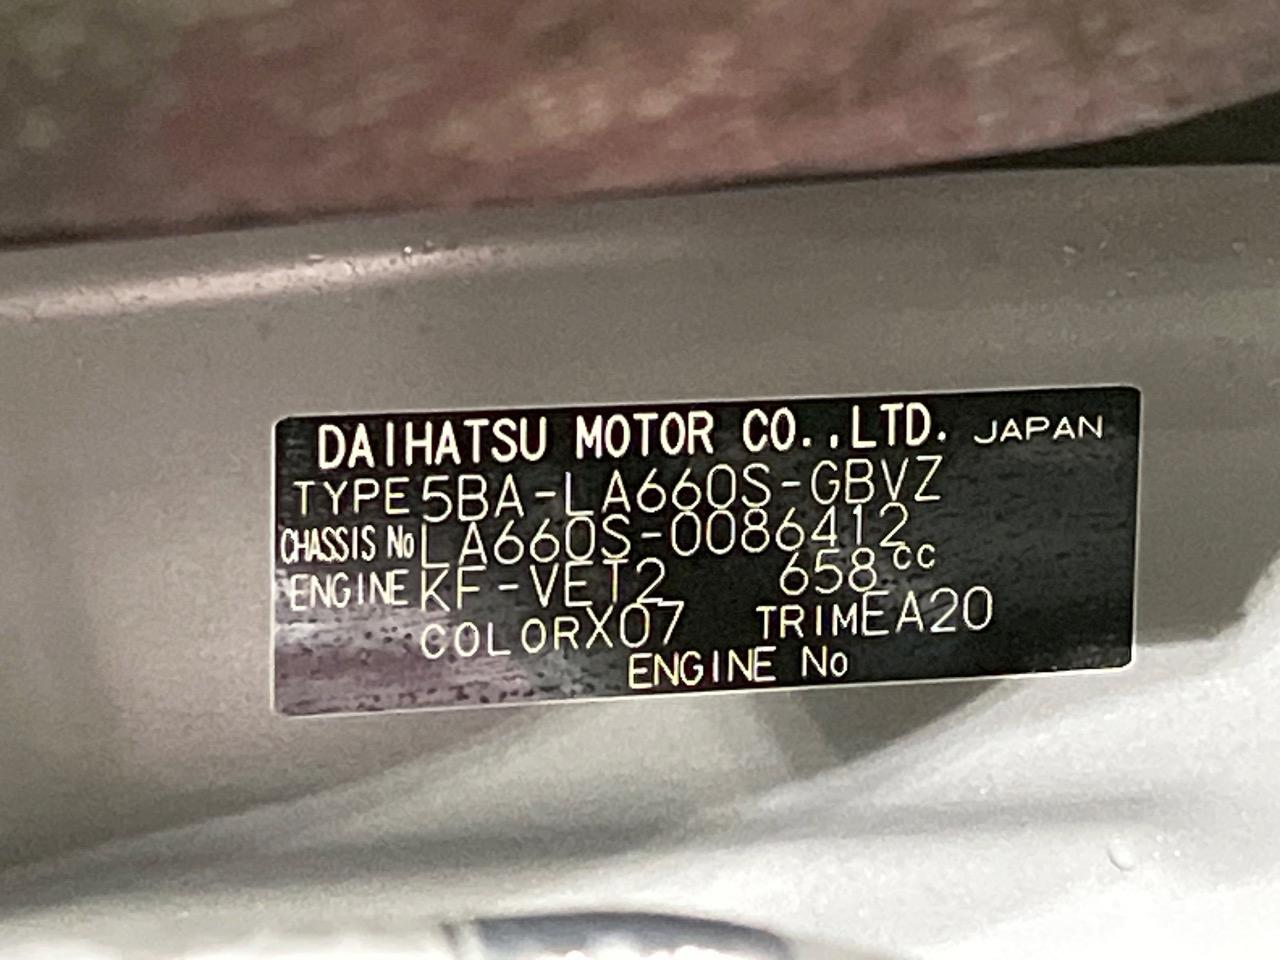 DAIHATSU MOTOR CO.,LTD. JAPAN
TYPE 5BA-LA660S-GBVZ
CHASSIS No LA660S-0086412
ENGINE KF-VET2 658cc
COLOR X07 TRIM EA20
ENGINE No